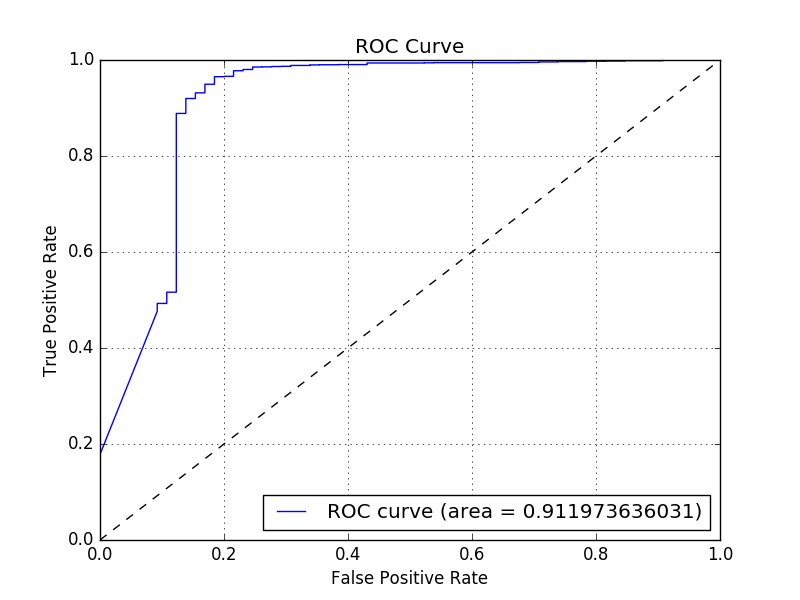 ROC Curve
1.0
0.8
0.6
0.4
0.2
0.0
True Positive Rate
ROC curve (area = 0.911973636031)
0.0 0.2 0.4 0.6 0.8 1.0
False Positive Rate